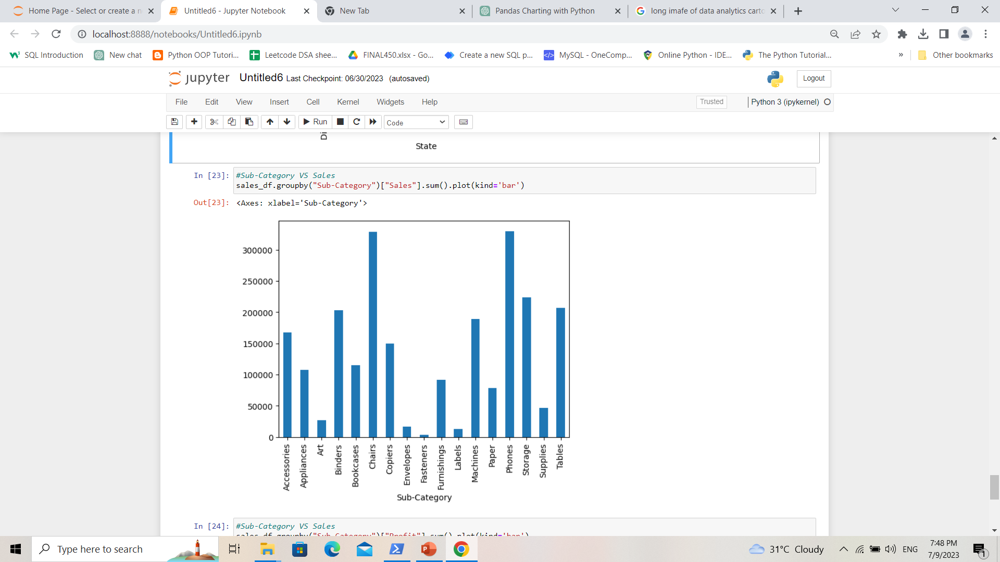 Home Page - Select or create a n
Untitled6 - Jupyter Notebook
New Tab
Pandas Charting with Python
long imafe of data analytics carto
localhost:8888/notebooks/Untitled6.ipynb
SQL Introduction
New chat
Python OOP Tutori...
Leetcode DSA shee...
FINAL450.xlsx - Go...
Create a new SQL p...
MySQL - OneComp...
Online Python - IDE...
The Python Tutorial...
»
Other bookmarks
jupyter Untitled6 Last Checkpoint: 06/30/2023 (autosaved)
Logout
File Edit View Insert Cell Kernel Widgets Help
Trusted
Python 3 (ipykernel)
Run
Code
Di
State
In [23]: #Sub-Category VS Sales
sales_df.groupby("Sub-Category")["Sales"].sum().plot(kind='bar')
Out[23]: <Axes: xlabel='Sub-Category'>
300000
250000
200000
150000
100000
50000
0
Accessories
Appliances
Art
Binders
Bookcases
Chairs
Copiers
Envelopes
Fasteners
Furnishings
Labels
Machines
Paper
Phones
Storage
Supplies
Tables
Sub-Category
In [24]: #Sub-Category VS Sales
sales_df.groupby("Sub-Category")["Profit"].sum().plot(kind='bar')
Type here to search
31°C Cloudy
ENG
7:48 PM
7/9/2023
1